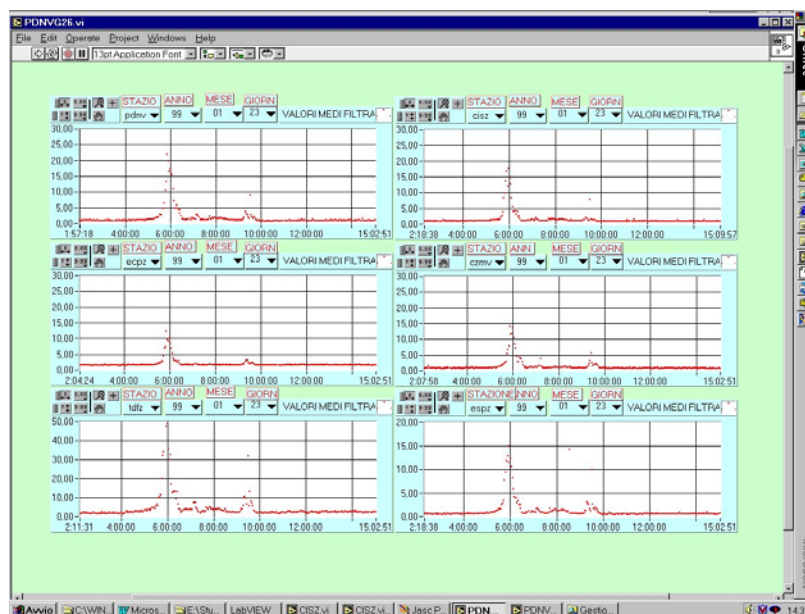 PDNVG26.vi
File Edit Operate Project Windows Help
13pt Application Font
STAZIO ANNO MESE GIORN
pdnv 99 01 23 VALORI MEDI FILTRA
30,00
25,00
20,00
15,00
10,00
5,00
0,00
1:57:18 4:00:00 6:00:00 8:00:00 10:00:00 12:00:00 15:02:51
STAZIO ANNO MESE GIORN
cisz 99 01 23 VALORI MEDI FILTRA
30,00
25,00
20,00
15,00
10,00
5,00
0,00
2:18:38 4:00:00 6:00:00 8:00:00 10:00:00 12:00:00 15:09:57
STAZIO ANNO MESE GIORN
ecpz 99 01 23 VALORI MEDI FILTRA
30,00
25,00
20,00
15,00
10,00
5,00
0,00
2:04:24 4:00:00 6:00:00 8:00:00 10:00:00 12:00:00 15:02:51
STAZIO ANN MESE GIORN
czmv 99 01 23 VALORI MEDI FILTRA
30,00
25,00
20,00
15,00
10,00
5,00
0,00
2:07:58 4:00:00 6:00:00 8:00:00 10:00:00 12:00:00 15:02:51
STAZIO ANNO MESE GIORN
tdfz 99 01 23 VALORI MEDI FILTRA
50,00
40,00
30,00
20,00
10,00
0,00
2:11:31 4:00:00 6:00:00 8:00:00 10:00:00 12:00:00 15:02:51
STAZIONE NNO MESE GIORN
espz 99 01 23 VALORI MEDI FILTRA
20,00
15,00
10,00
5,00
0,00
2:18:38 4:00:00 6:00:00 8:00:00 10:00:00 12:00:00 15:02:51
Avvio C:\WIN... Micros... E:\Stu... LabVIEW CISZ.vi CISZ.vi... Jasc P... PDN... PDNV... Gestio...